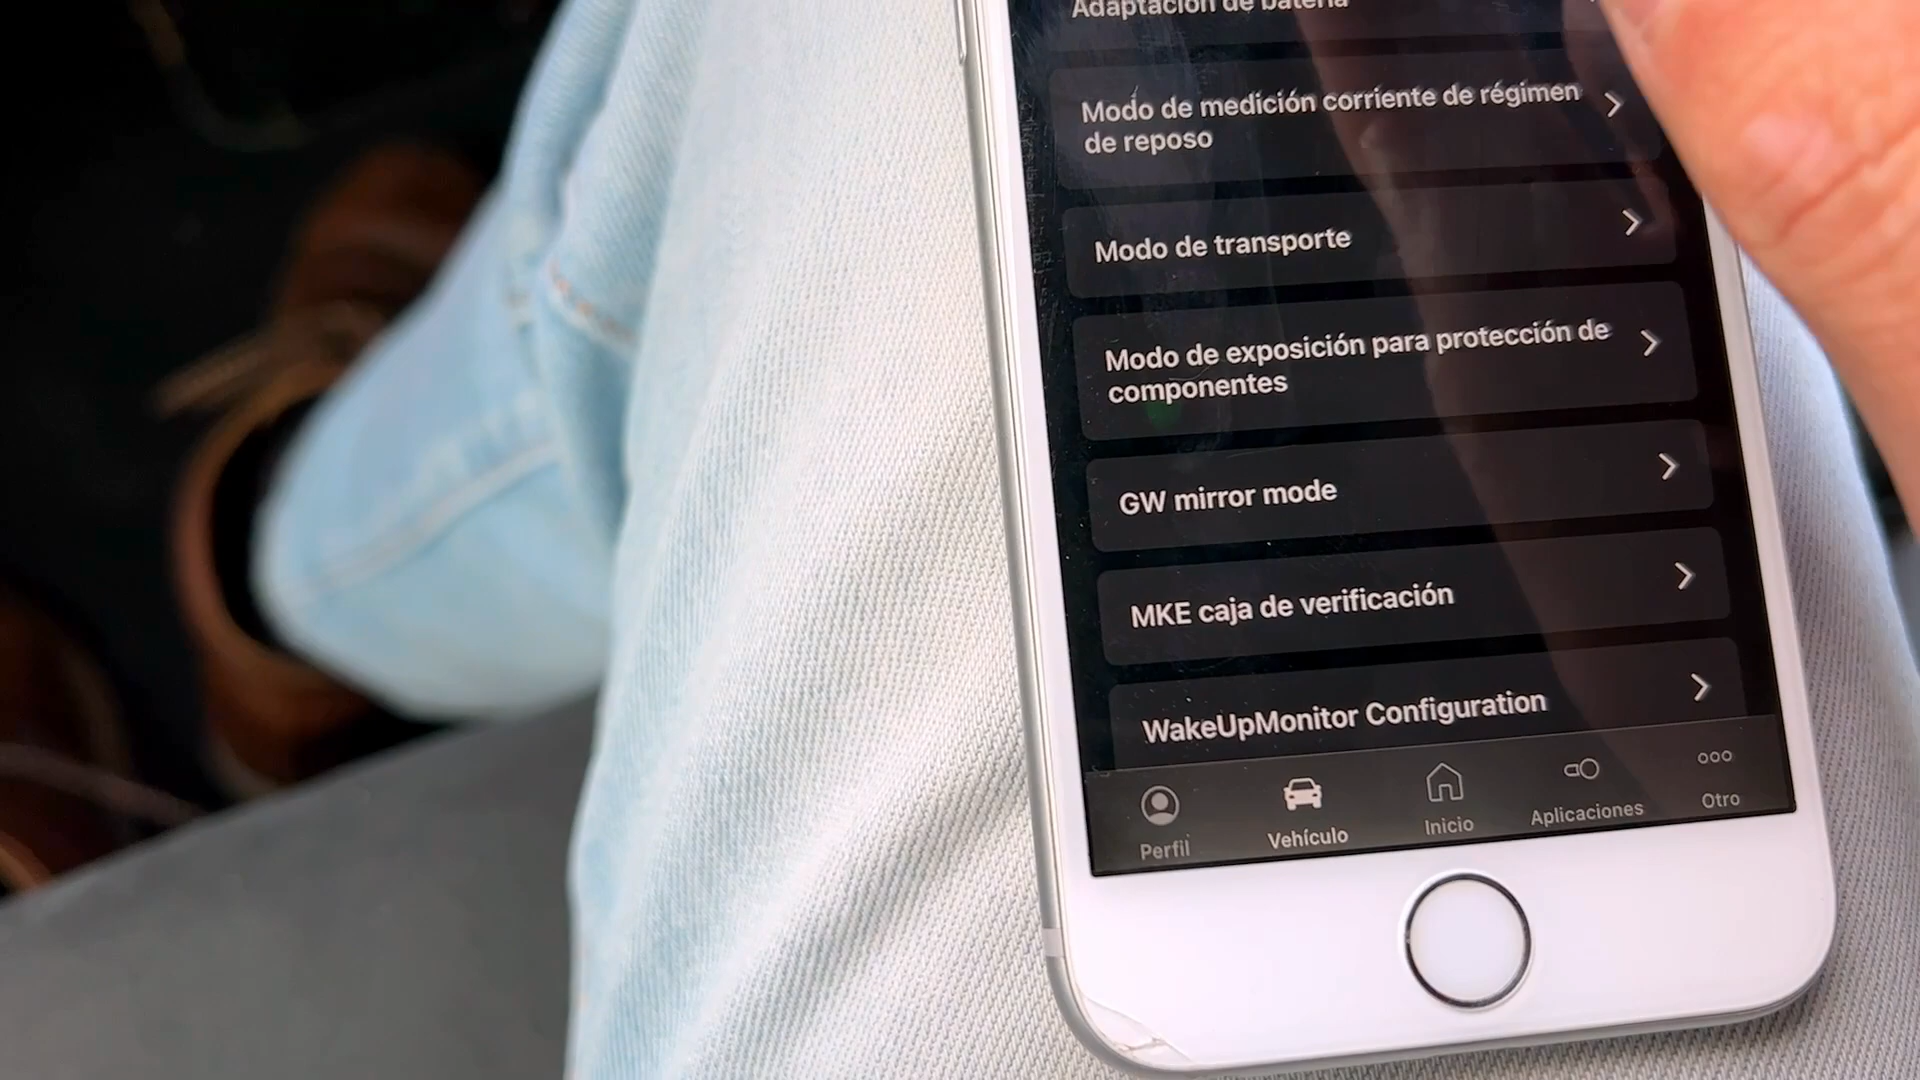 Adaptación de batería
Modo de medición corriente de régimen
de reposo
Modo de transporte
Modo de exposición para protección de
componentes
GW mirror mode
MKE caja de verificación
WakeUpMonitor Configuration
Perfil
Vehículo
Inicio
Aplicaciones
Otro